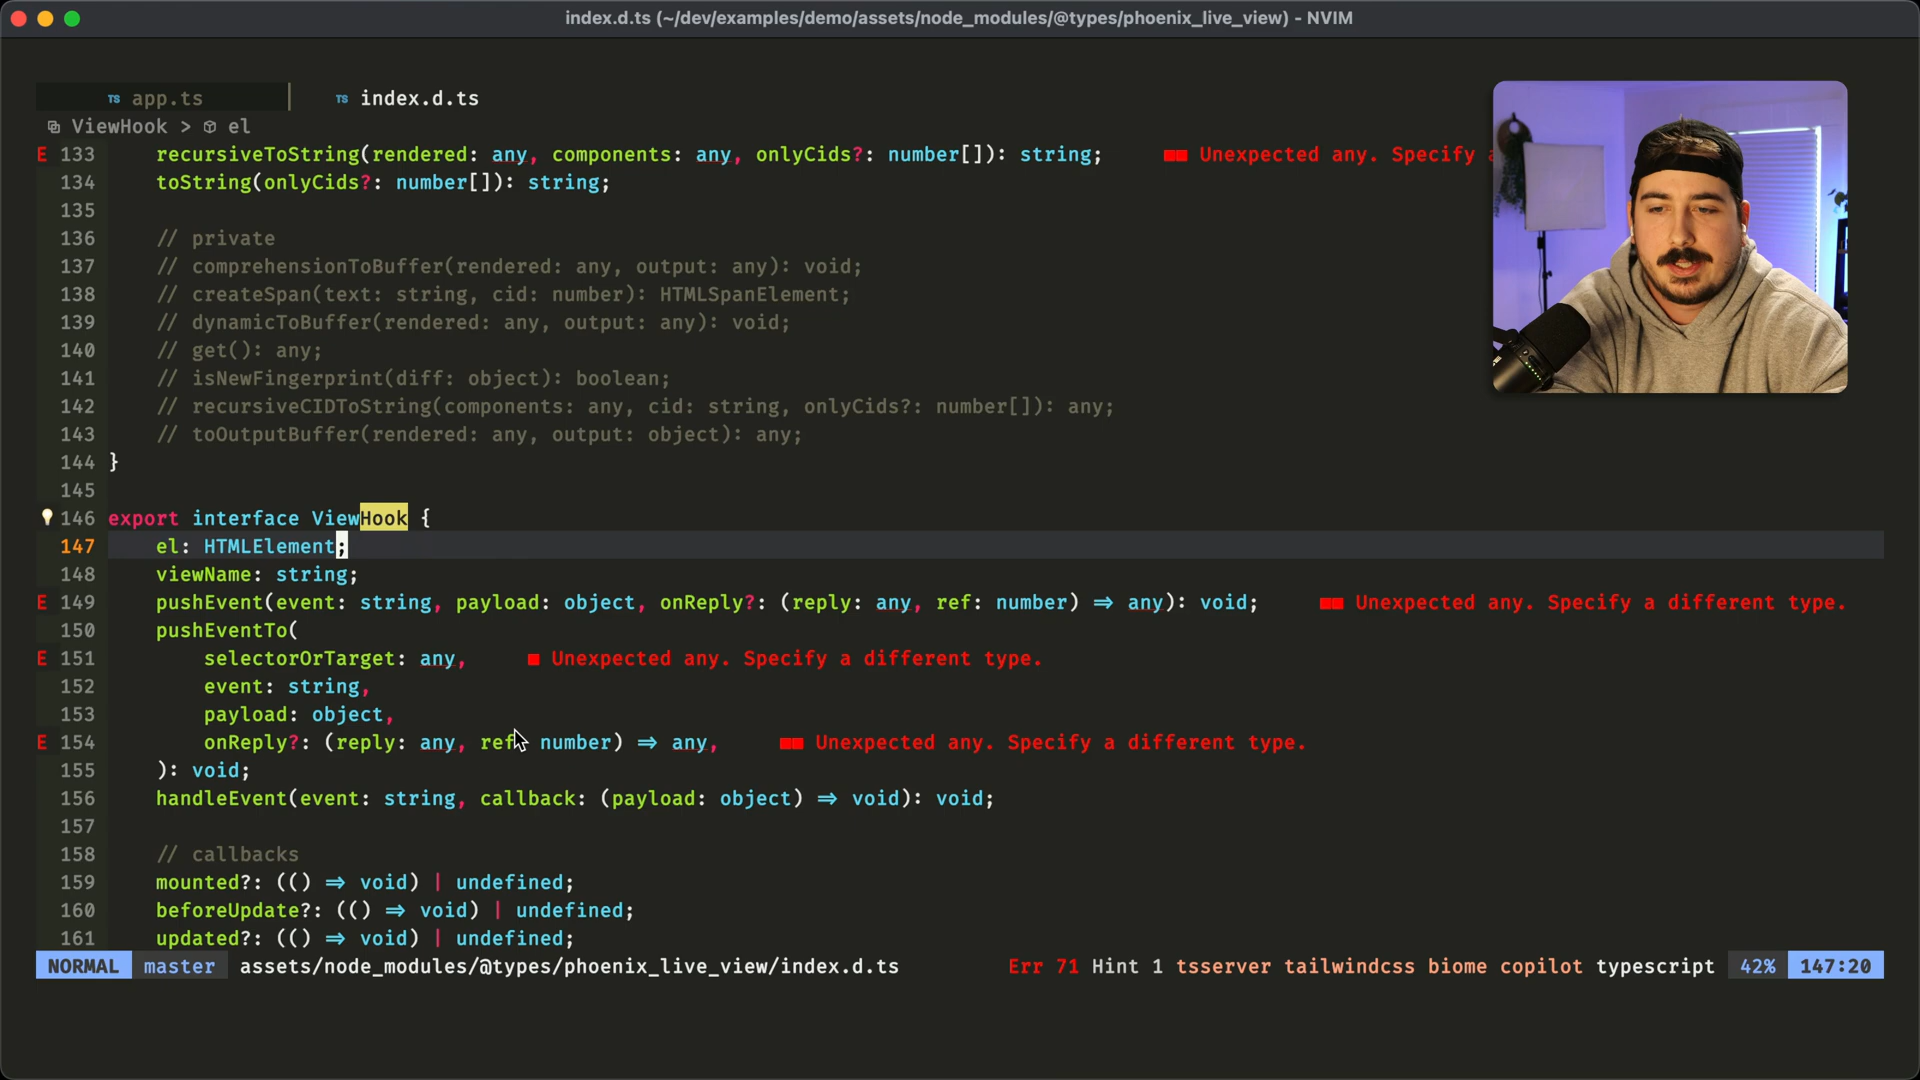 index.d.ts (~/dev/examples/demo/assets/node_modules/@types/phoenix_live_view) - NVIM
TS app.ts
TS index.d.ts
ViewHook > el
E 133 recursiveToString(rendered: any, components: any, onlyCids?: number[]): string; Unexpected any. Specify a
134 toString(onlyCids?: number[]): string;
135
136 // private
137 // comprehensionToBuffer(rendered: any, output: any): void;
138 // createSpan(text: string, cid: number): HTMLSpanElement;
139 // dynamicToBuffer(rendered: any, output: any): void;
140 // get(): any;
141 // isNewFingerprint(diff: object): boolean;
142 // recursiveCIDToString(components: any, cid: string, onlyCids?: number[]): any;
143 // toOutputBuffer(rendered: any, output: object): any;
144 }
145
146 export interface ViewHook {
147 el: HTMLElement;
148 viewName: string;
E 149 pushEvent(event: string, payload: object, onReply?: (reply: any, ref: number) ⇒ any): void; Unexpected any. Specify a different type.
150 pushEventTo(
E 151 selectorOrTarget: any, Unexpected any. Specify a different type.
152 event: string,
153 payload: object,
E 154 onReply?: (reply: any, ref: number) ⇒ any, Unexpected any. Specify a different type.
155 ): void;
156 handleEvent(event: string, callback: (payload: object) ⇒ void): void;
157
158 // callbacks
159 mounted?: (() ⇒ void) | undefined;
160 beforeUpdate?: (() ⇒ void) | undefined;
161 updated?: (() ⇒ void) | undefined;
NORMAL master assets/node_modules/@types/phoenix_live_view/index.d.ts Err 71 Hint 1 tsserver tailwindcss biome copilot typescript 42% 147:20